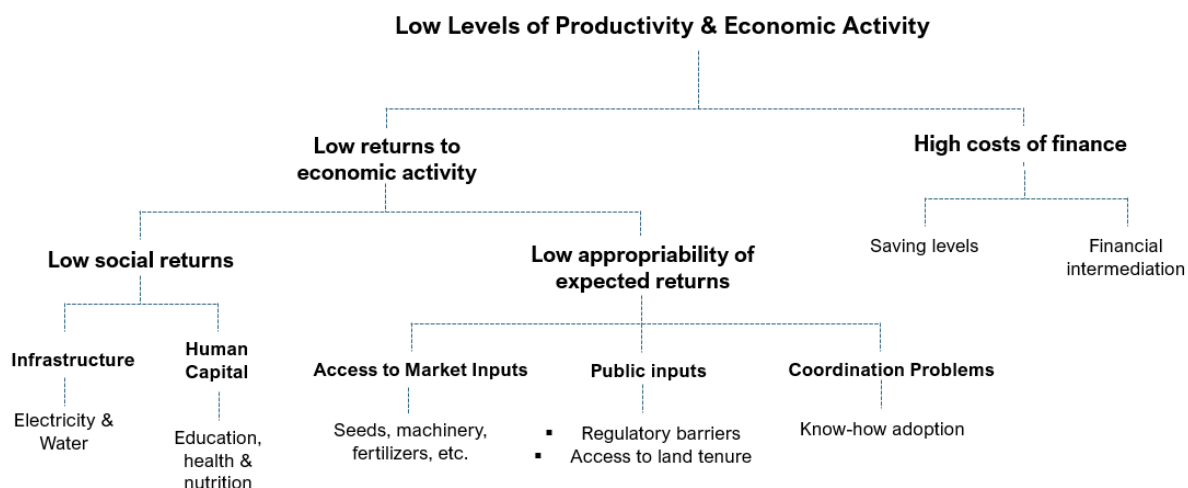 Low Levels of Productivity & Economic Activity
Low returns to
economic activity
High costs of finance
Low social returns
Low appropriability of
expected returns
Saving levels
Financial
intermediation
Infrastructure
Human
Capital
Access to Market Inputs
Public inputs
Coordination Problems
Electricity &
Water
Education,
health &
nutrition
Seeds, machinery,
fertilizers, etc.
▪ Regulatory barriers
▪ Access to land tenure
Know-how adoption